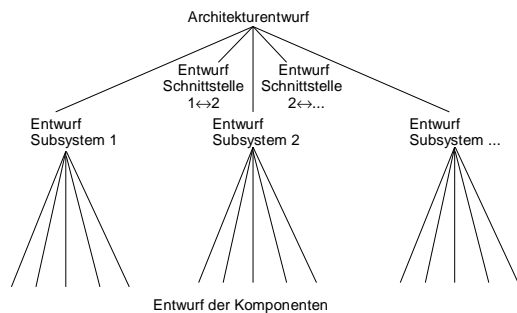 Architekturentwurf
Entwurf
Schnittstelle
1↔2
Entwurf
Schnittstelle
2↔...
Entwurf
Subsystem 1
Entwurf
Subsystem 2
Entwurf
Subsystem ...
Entwurf der Komponenten